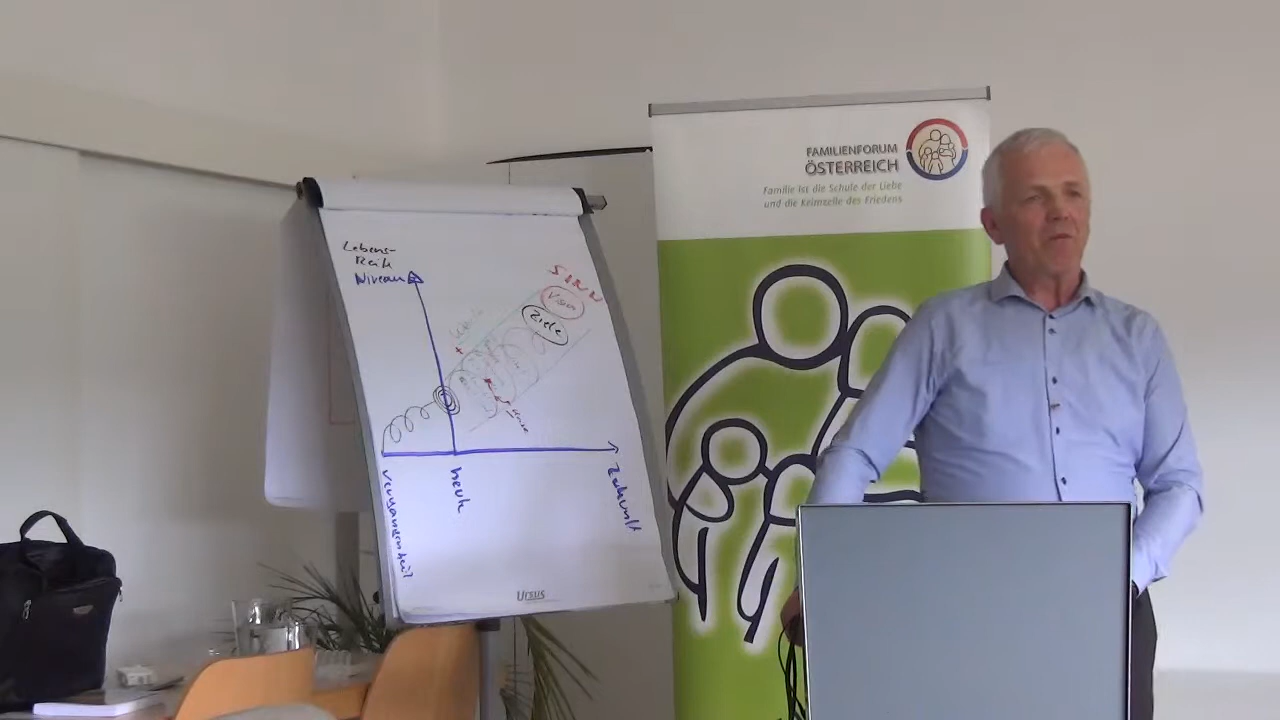 Lebens-
Reife
Niveau
SINN
Vision
Ziele
heute
Zukunft
Vergangenheit
URSUS
FAMILIENFORUM
ÖSTERREICH
Familie ist die Schule der Liebe
und die Keimzelle des Friedens